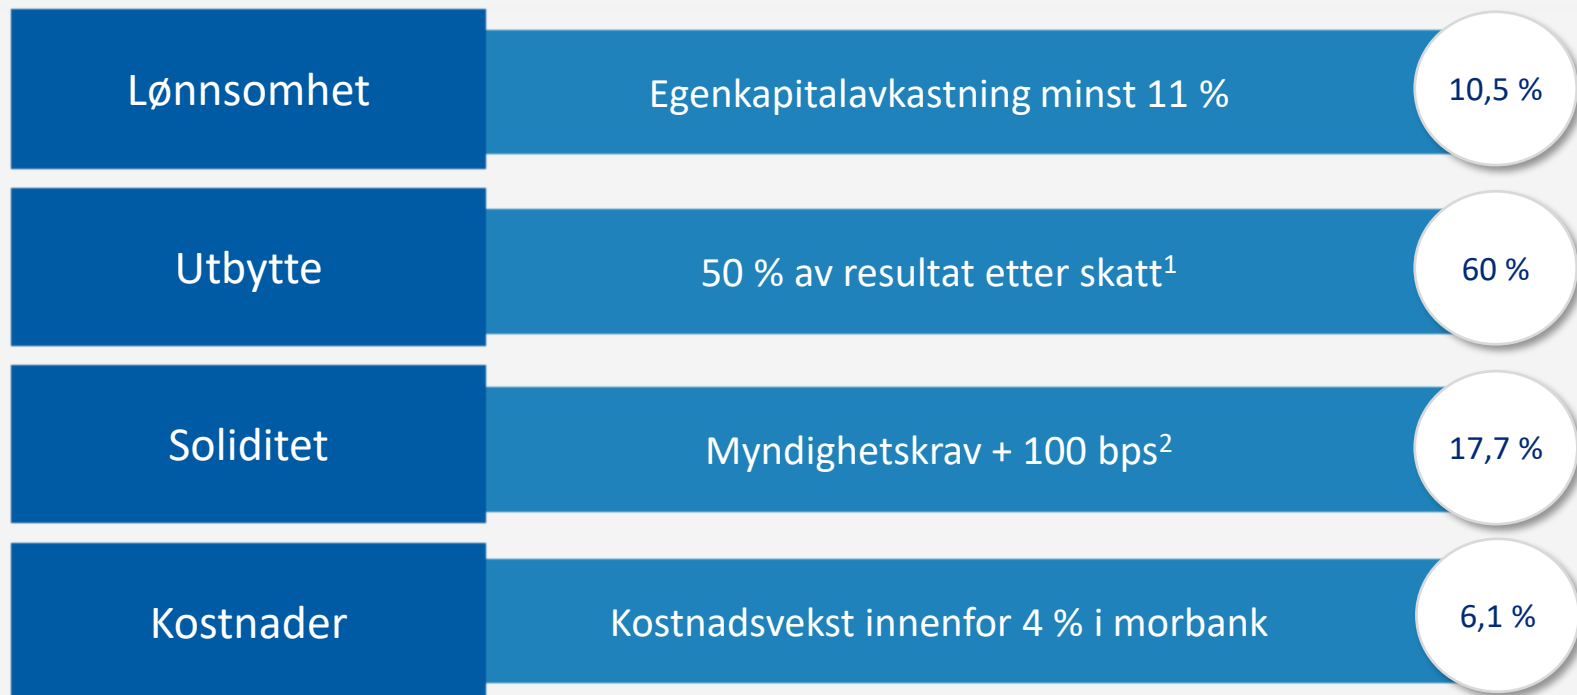 Lønnsomhet
Egenkapitalavkastning minst 11 %
10,5 %
Utbytte
50 % av resultat etter skatt¹
60 %
Soliditet
Myndighetskrav + 100 bps²
17,7 %
Kostnader
Kostnadsvekst innenfor 4 % i morbank
6,1 %